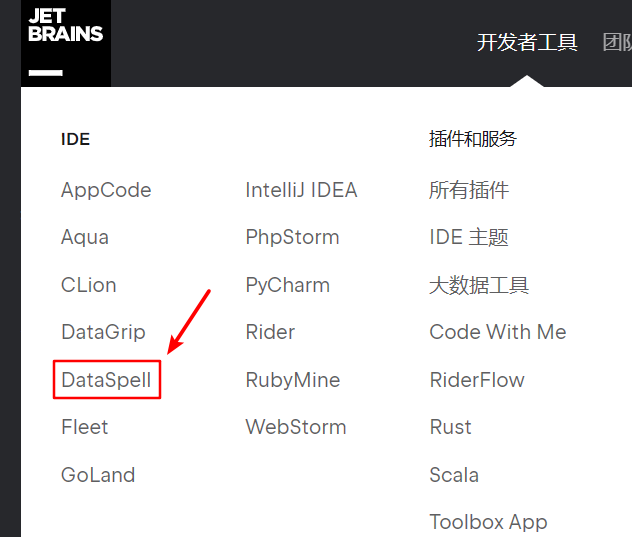 JET
BRAINS
开发者工具
IDE
AppCode
Aqua
CLion
DataGrip
DataSpell
Fleet
GoLand
IntelliJ IDEA
PhpStorm
PyCharm
Rider
RubyMine
WebStorm
插件和服务
所有插件
IDE 主题
大数据工具
Code With Me
RiderFlow
Rust
Scala
Toolbox App